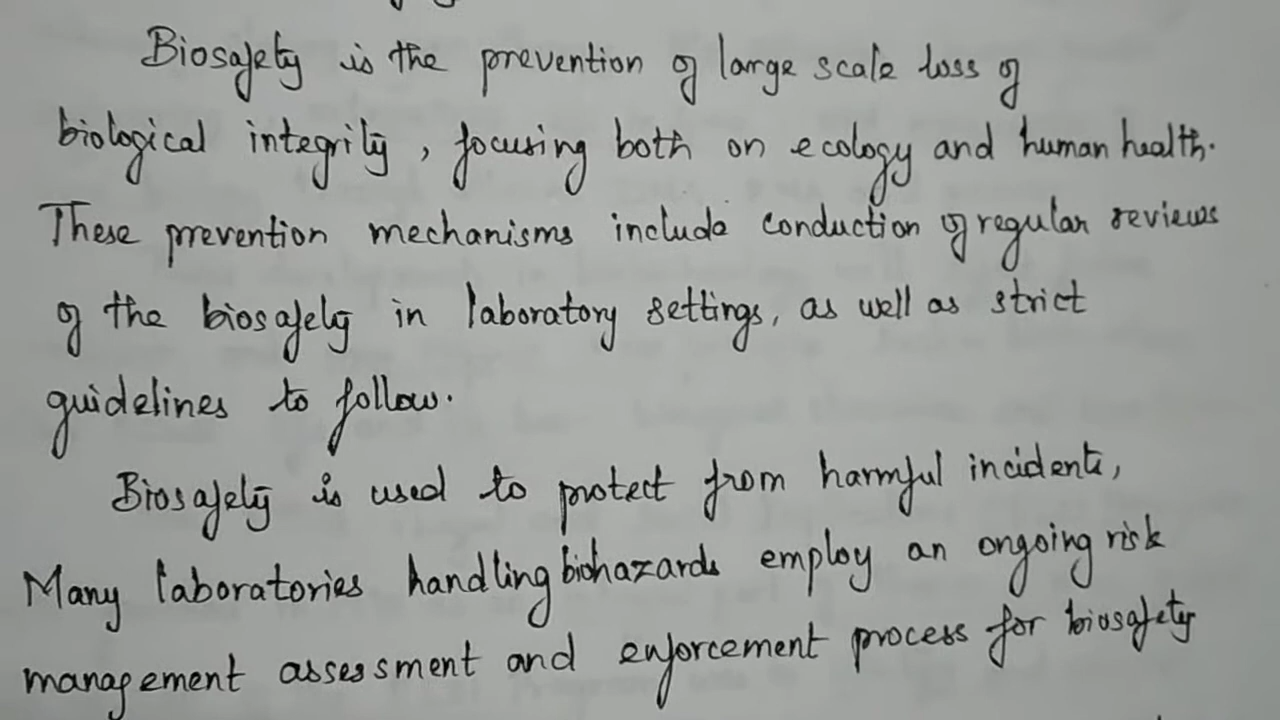 Biosafety is the prevention of large scale loss of
biological integrity, focusing both on ecology and human health.
These prevention mechanisms include conduction of regular reviews
of the biosafety in laboratory settings, as well as strict
guidelines to follow.
Biosafety is used to protect from harmful incidents,
Many laboratories handling biohazards employ an ongoing risk
management assessment and enforcement process for biosafety